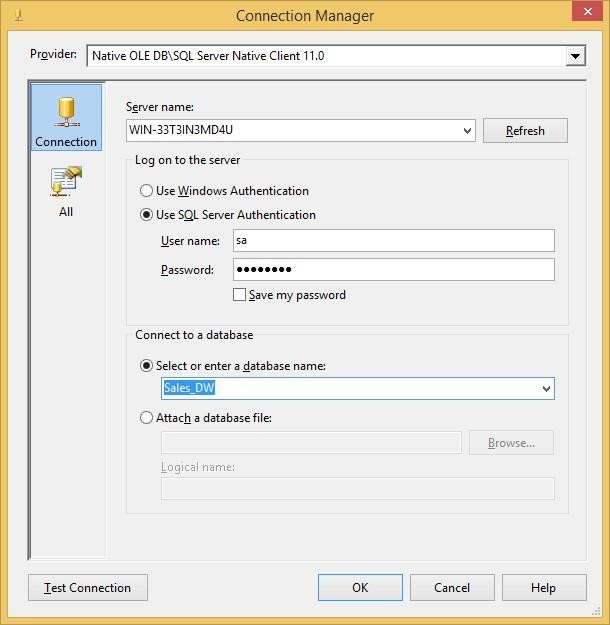 Connection Manager
Provider: Native OLE DB\SQL Server Native Client 11.0
Connection
All
Server name:
WIN-33T3IN3MD4U Refresh
Log on to the server
Use Windows Authentication
Use SQL Server Authentication
User name: sa
Password: ●●●●●●●●
Save my password
Connect to a database
Select or enter a database name:
Sales_DW
Attach a database file:
Browse...
Logical name:
Test Connection OK Cancel Help